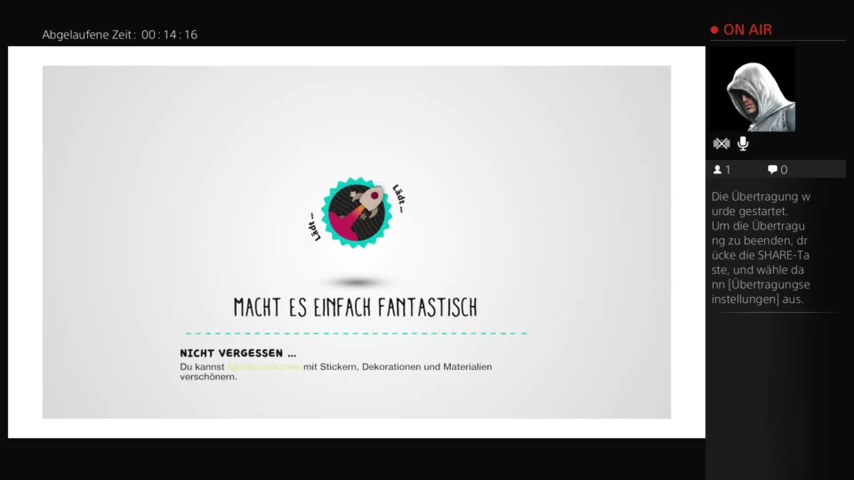 Abgelaufene Zeit: 00:14:16
ON AIR
1
0
Die Übertragung w
urde gestartet.
Um die Übertragu
ng zu beenden, dr
ücke die SHARE-Ta
ste, und wähle da
nn [Übertragungse
instellungen] aus.
Lädt ...
Lädt ...
MACHT ES EINFACH FANTASTISCH
NICHT VERGESSEN ...
Du kannst mit Stickern, Dekorationen und Materialien
verschönern.